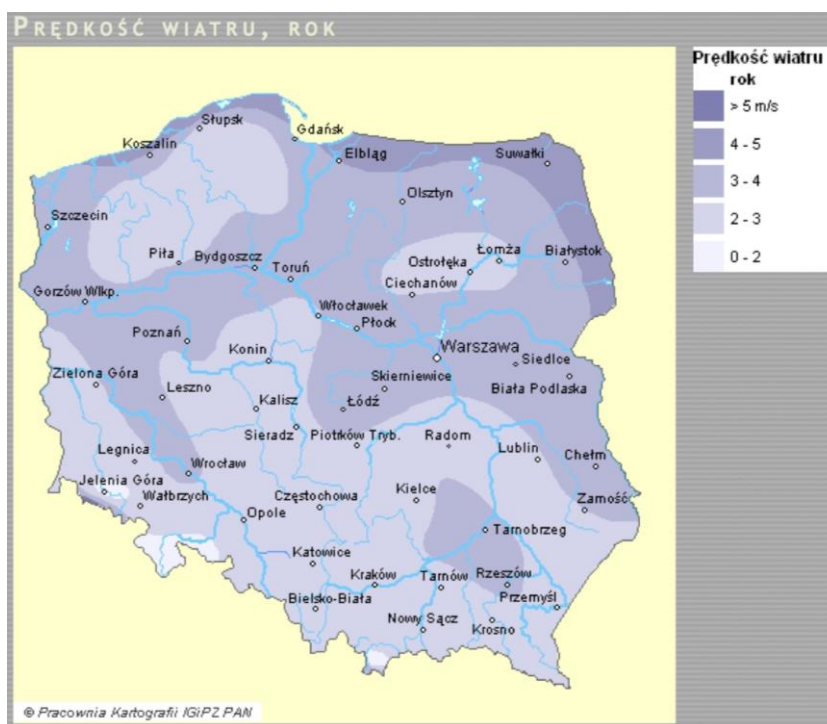 PRĘDKOŚĆ WIATRU, ROK
Prędkość wiatru
rok
> 5 m/s
4 - 5
3 - 4
2 - 3
0 - 2
Słupsk
Gdańsk
Koszalin
Elbląg
Suwałki
Olsztyn
Szczecin
Piła
Bydgoszcz
Toruń
Ostrołęka
Łomża
Białystok
Ciechanów
Gorzów Wlkp.
Włocławek
Płock
Poznań
Konin
Warszawa
Siedlce
Zielona Góra
Leszno
Skierniewice
Biała Podlaska
Kalisz
Łódź
Sieradz
Piotrków Tryb.
Radom
Lublin
Chełm
Legnica
Wrocław
Jelenia Góra
Wałbrzych
Częstochowa
Kielce
Zamość
Opole
Tarnobrzeg
Katowice
Kraków
Tarnów
Rzeszów
Bielsko-Biała
Przemyśl
Nowy Sącz
Krosno
© Pracownia Kartografii IGiPZ PAN